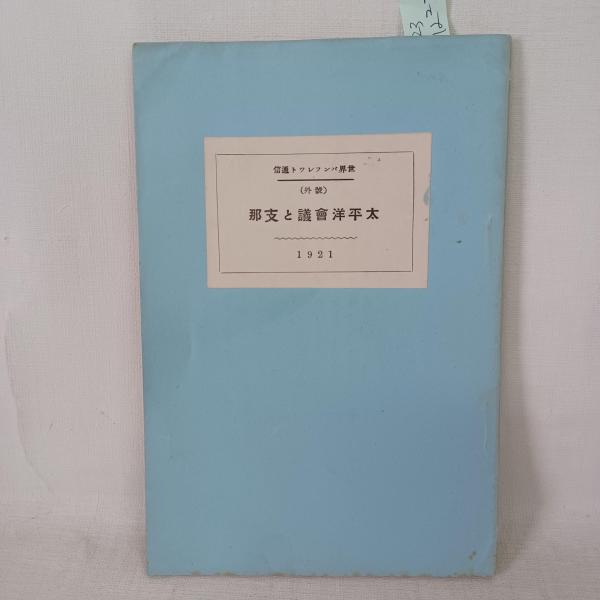 世界パンフレツト通信
(號外)
太平洋會議と支那
1921